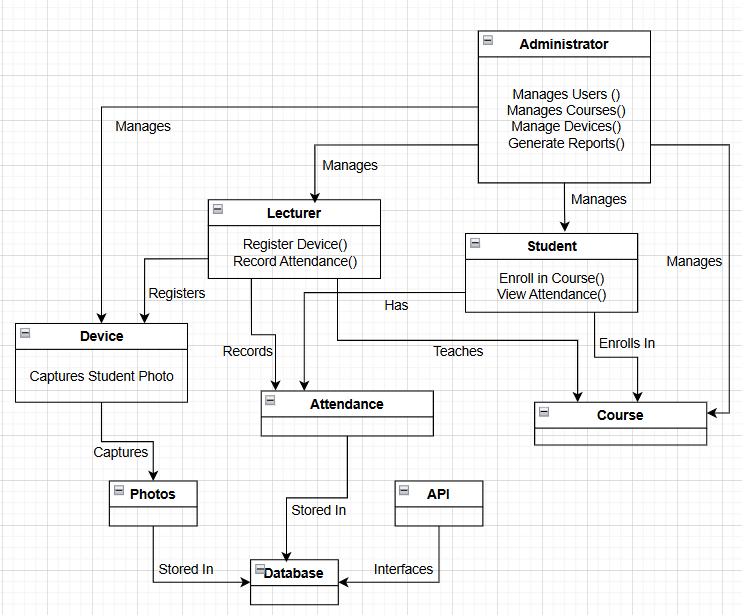 Administrator
Manages Users ()
Manages Courses()
Manage Devices()
Generate Reports()
Manages
Manages
Manages
Manages
Lecturer
Register Device()
Record Attendance()
Student
Enroll in Course()
View Attendance()
Registers
Has
Device
Captures Student Photo
Records
Teaches
Enrolls In
Attendance
Course
Captures
Photos
API
Stored In
Stored In
Interfaces
Database